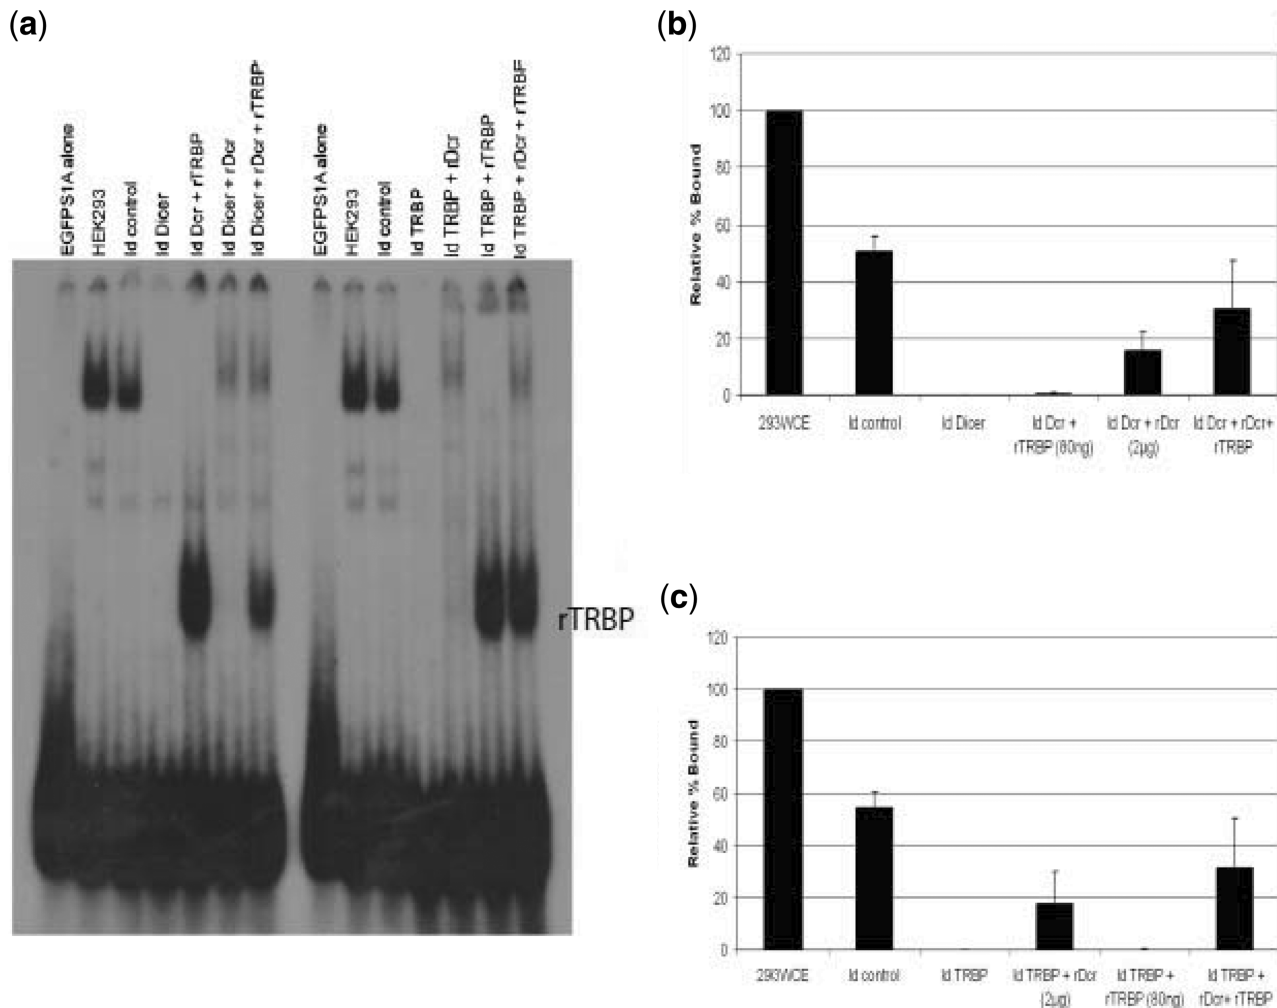 (a)
EGFPS1A alone
HEK293
Id control
Id Dicer
Id Dcr + rTRBP
Id Dicer + rDcr
Id Dicer + rDcr + rTRBP
EGFPS1A alone
HEK293
Id control
Id TRBP
Id TRBP + rDcr
Id TRBP + rTRBP
Id TRBP + rDcr + rTRBP
rTRBP
(b)
Relative % Bound
120
100
80
60
40
20
0
293WCE
Id control
Id Dicer
Id Dcr +
rTRBP (80ng)
Id Dcr + rDcr
(2µg)
Id Dcr + rDcr+
rTRBP
(c)
Relative % Bound
120
100
80
60
40
20
0
293WCE
Id control
Id TRBP
Id TRBP + rDcr
(2µg)
Id TRBP +
rTRBP (80ng)
Id TRBP +
rDcr+ rTRBP